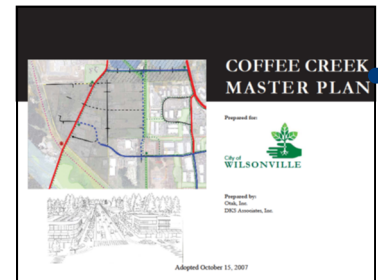 COFFEE CREEK
MASTER PLAN
Prepared for:
City of
WILSONVILLE
Prepared by:
Otak, Inc.
DKS Associates, Inc.
Adopted October 15, 2007